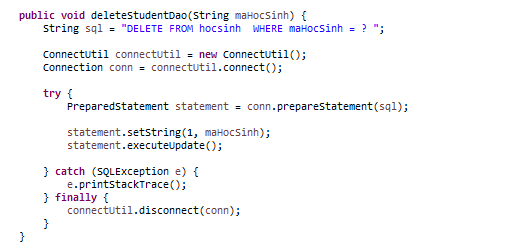 public void deleteStudentDao(String maHocSinh) {
    String sql = "DELETE FROM hocsinh  WHERE maHocSinh = ? ";

    ConnectUtil connectUtil = new ConnectUtil();
    Connection conn = connectUtil.connect();

    try {
        PreparedStatement statement = conn.prepareStatement(sql);

        statement.setString(1, maHocSinh);
        statement.executeUpdate();

    } catch (SQLException e) {
        e.printStackTrace();
    } finally {
        connectUtil.disconnect(conn);
    }
}